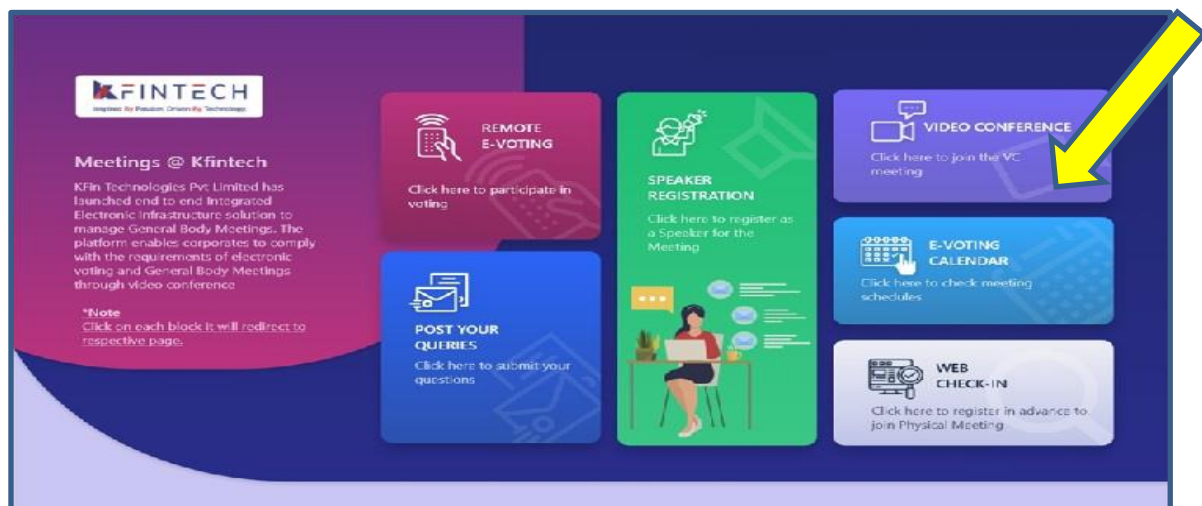 KFINTECH
Inspired By Passion. Driven By Technology.
Meetings @ Kfintech
KFin Technologies Pvt Limited has
launched end to end Integrated
Electronic Infrastructure solution to
manage General Body Meetings. The
platform enables corporates to comply
with the requirements of electronic
voting and General Body Meetings
through video conference
*Note
Click on each block it will redirect to
respective page.
REMOTE
E-VOTING
Click here to participate in
voting
POST YOUR
QUERIES
Click here to submit your
questions
SPEAKER
REGISTRATION
Click here to register as
a Speaker for the
Meeting
VIDEO CONFERENCE
Click here to join the VC
meeting
E-VOTING
CALENDAR
Click here to check meeting
schedules
WEB
CHECK-IN
Click here to register in advance to
join Physical Meeting